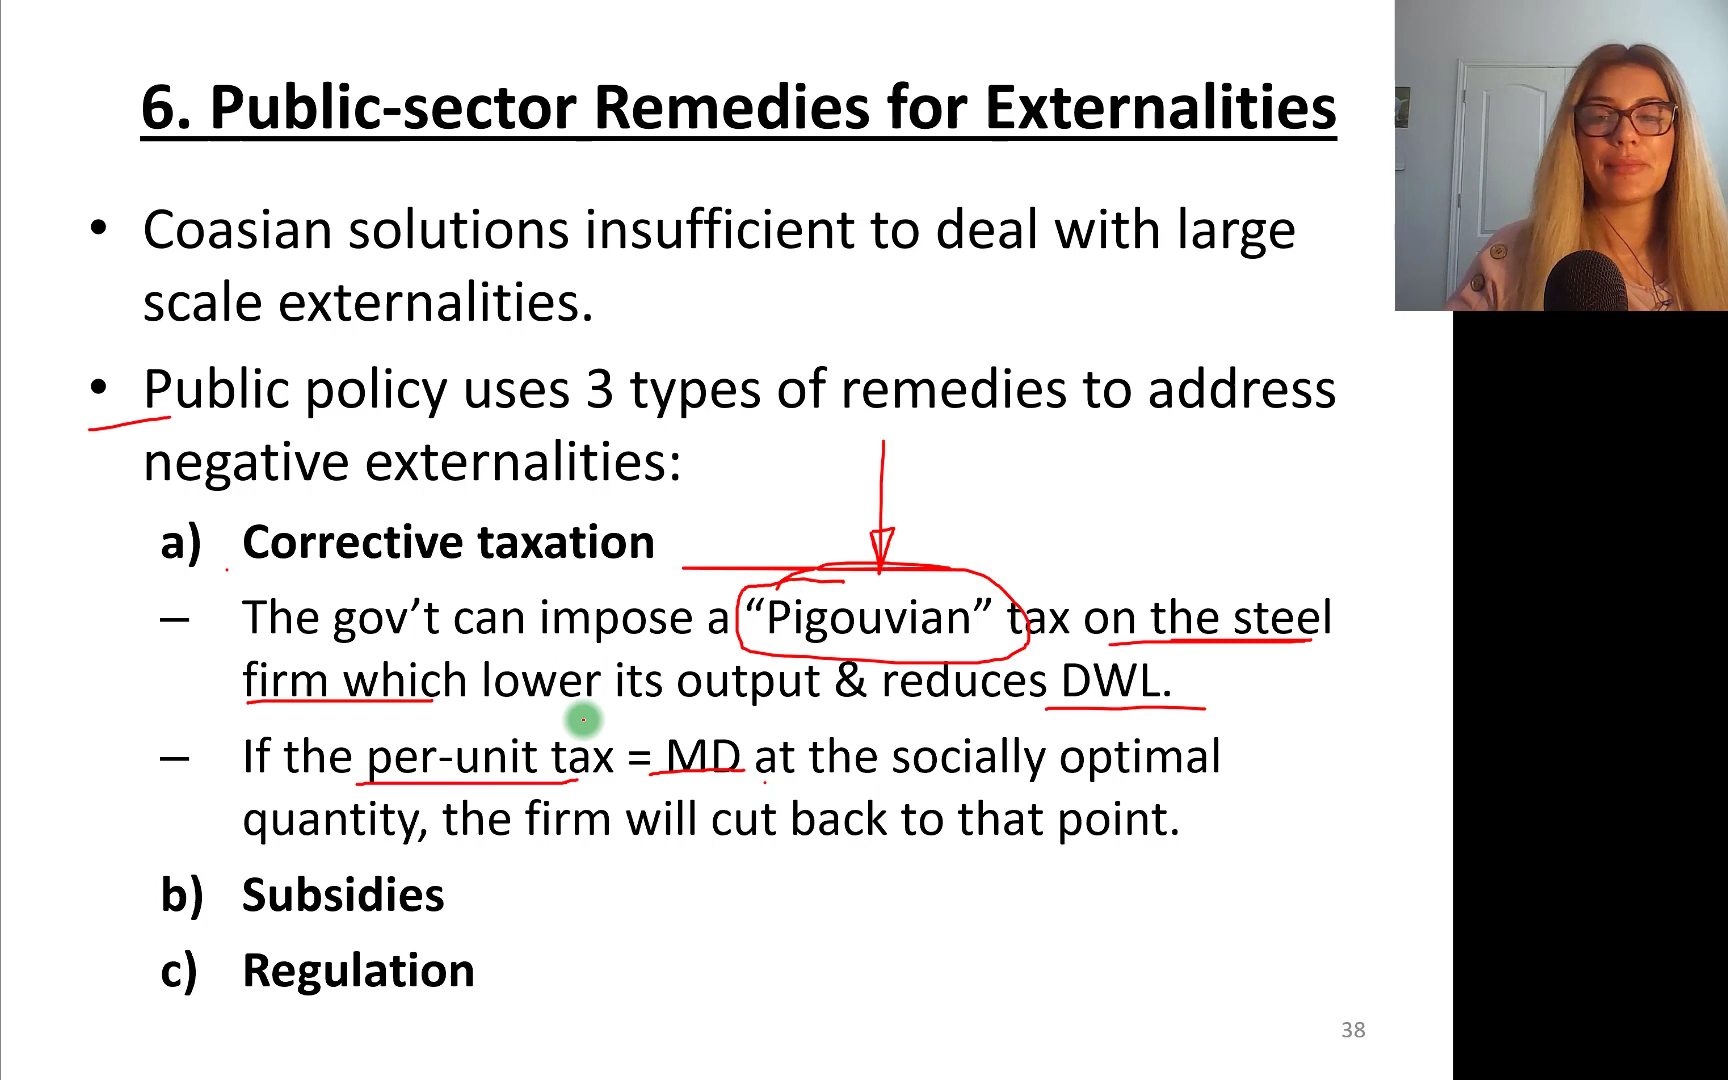 6. Public-sector Remedies for Externalities
• Coasian solutions insufficient to deal with large
scale externalities.
• Public policy uses 3 types of remedies to address
negative externalities:
a) Corrective taxation
– The gov’t can impose a “Pigouvian” tax on the steel
firm which lower its output & reduces DWL.
– If the per-unit tax = MD at the socially optimal
quantity, the firm will cut back to that point.
b) Subsidies
c) Regulation
38